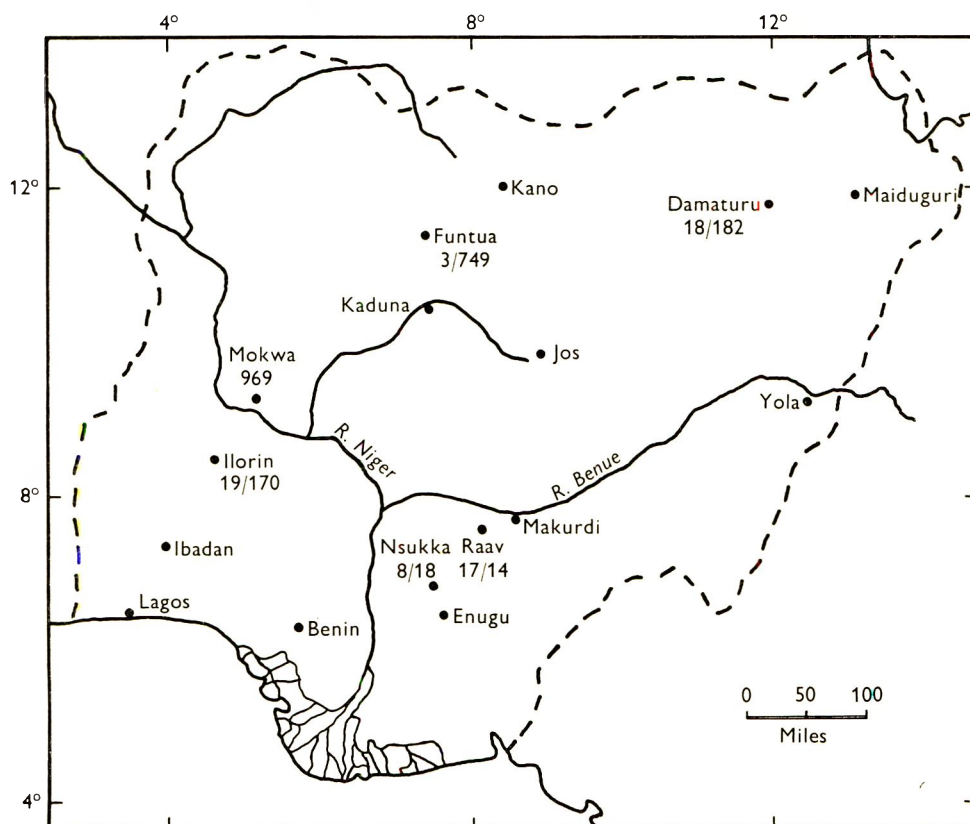 4° 8° 12°
12°
Kano
Damaturu
18/182
Maiduguri
Funtua
3/749
Kaduna
Jos
Mokwa
969
Yola
R. Niger
Ilorin
19/170
R. Benue
8°
Makurdi
Ibadan
Nsukka
8/18
Raav
17/14
Lagos
Benin
Enugu
0 50 100
Miles
4°